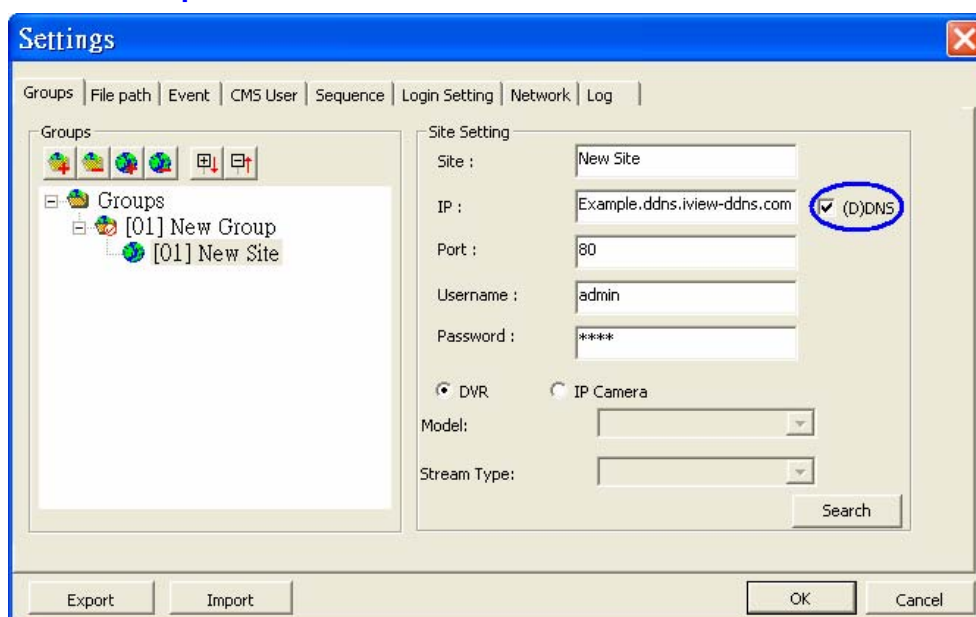 Settings
Groups File path Event CMS User Sequence Login Setting Network Log
Groups
Groups
[01] New Group
[01] New Site
Site Setting
Site : New Site
IP : Example.ddns.iview-ddns.com (D)DNS
Port : 80
Username : admin
Password : ****
DVR IP Camera
Model:
Stream Type:
Search
Export Import OK Cancel